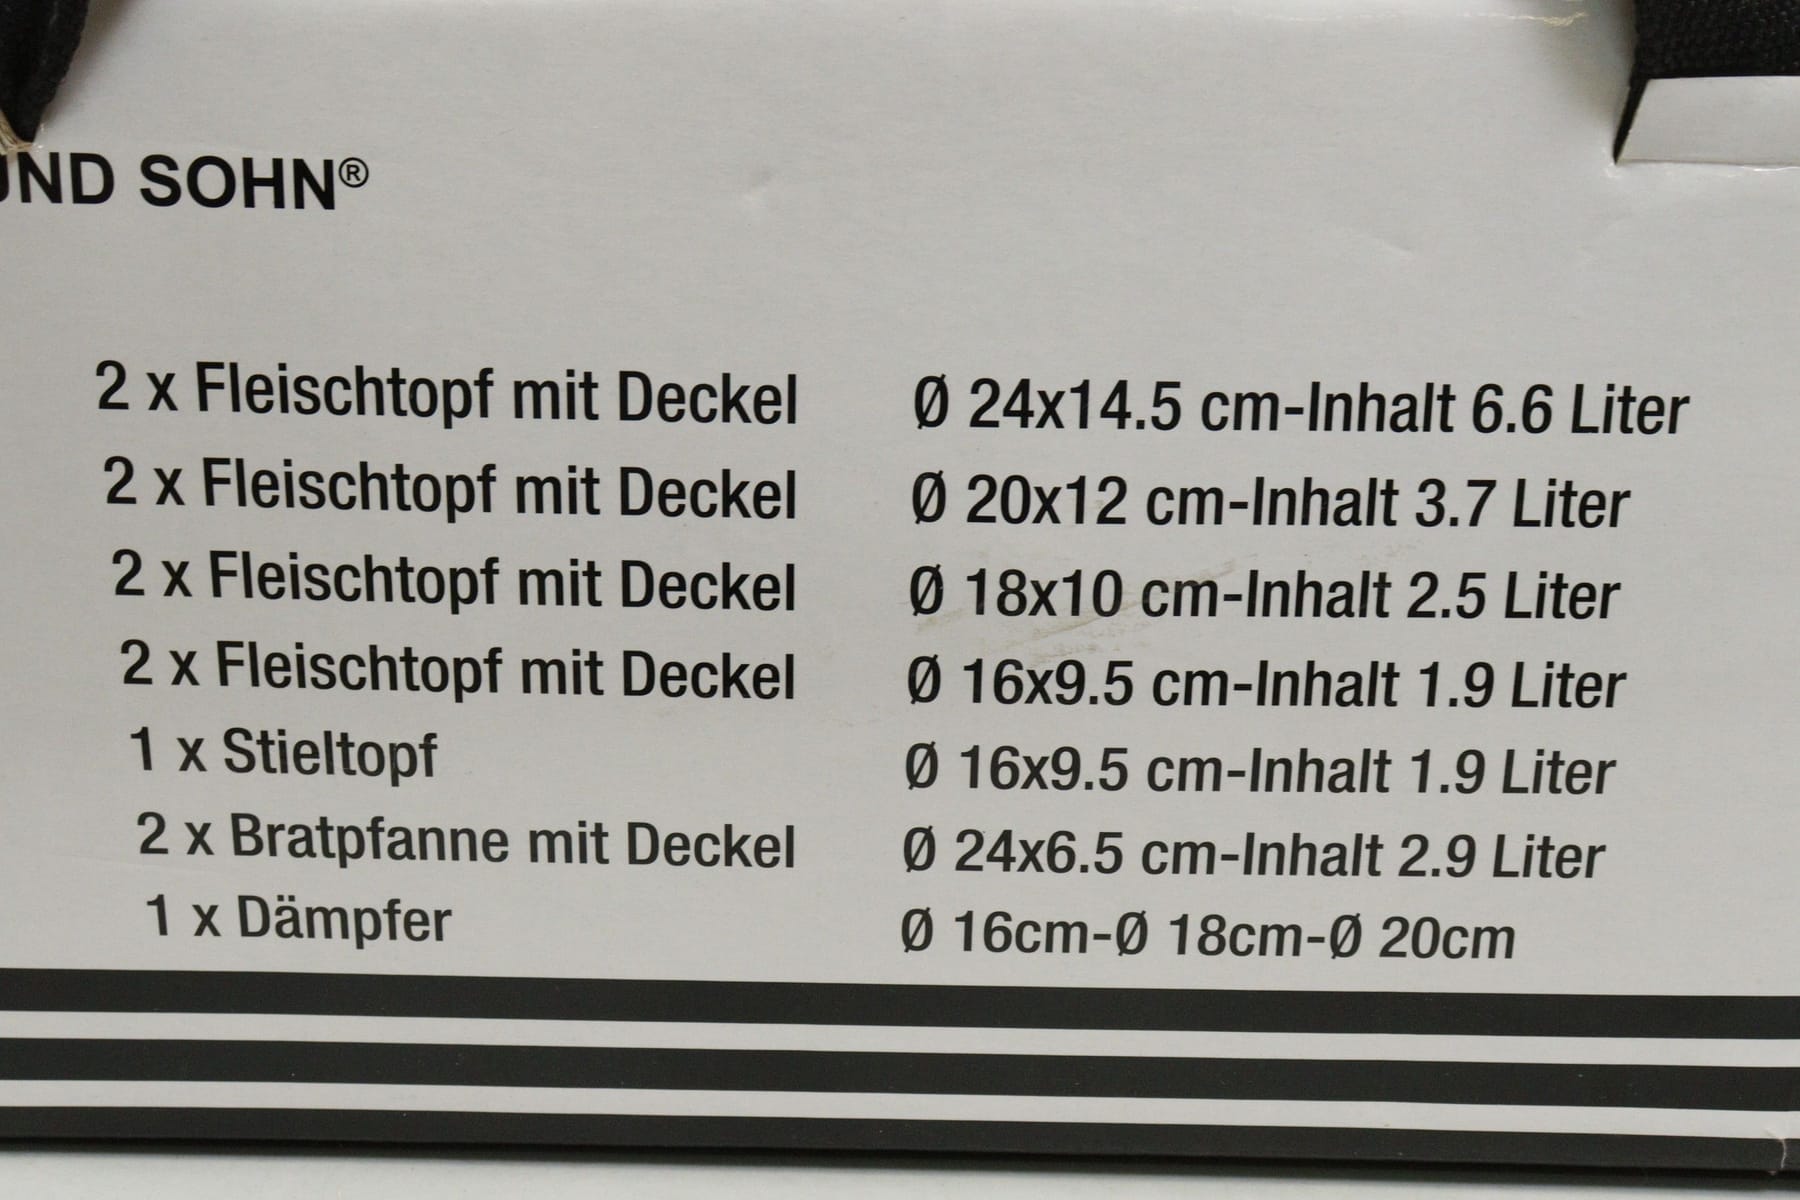 UND SOHN®
2 x Fleischtopf mit Deckel Ø 24x14.5 cm-Inhalt 6.6 Liter
2 x Fleischtopf mit Deckel Ø 20x12 cm-Inhalt 3.7 Liter
2 x Fleischtopf mit Deckel Ø 18x10 cm-Inhalt 2.5 Liter
2 x Fleischtopf mit Deckel Ø 16x9.5 cm-Inhalt 1.9 Liter
1 x Stieltopf Ø 16x9.5 cm-Inhalt 1.9 Liter
2 x Bratpfanne mit Deckel Ø 24x6.5 cm-Inhalt 2.9 Liter
1 x Dämpfer Ø 16cm-Ø 18cm-Ø 20cm